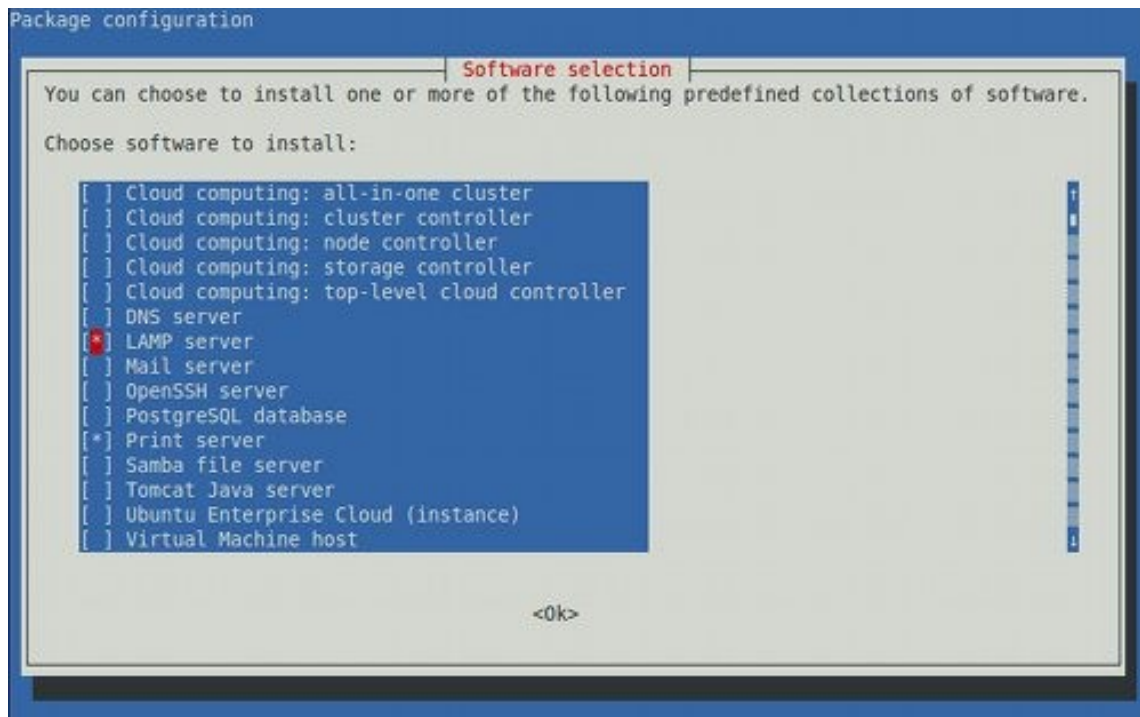 Package configuration
Software selection
You can choose to install one or more of the following predefined collections of software.
Choose software to install:
[ ] Cloud computing: all-in-one cluster
[ ] Cloud computing: cluster controller
[ ] Cloud computing: node controller
[ ] Cloud computing: storage controller
[ ] Cloud computing: top-level cloud controller
[ ] DNS server
[*] LAMP server
[ ] Mail server
[ ] OpenSSH server
[ ] PostgreSQL database
[*] Print server
[ ] Samba file server
[ ] Tomcat Java server
[ ] Ubuntu Enterprise Cloud (instance)
[ ] Virtual Machine host
<Ok>